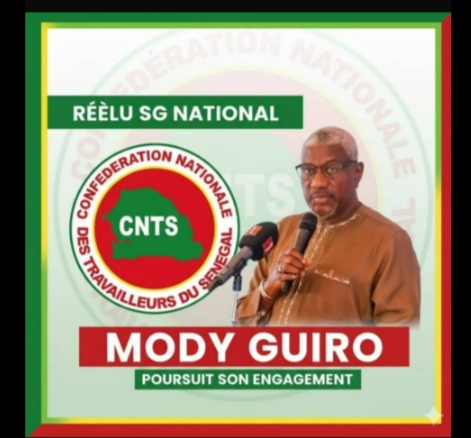 RÉÈLU SG NATIONAL
CONFEDERATION NATIONALE
DES TRAVAILLEURS DU SENEGAL
CNTS
MODY GUIRO
POURSUIT SON ENGAGEMENT